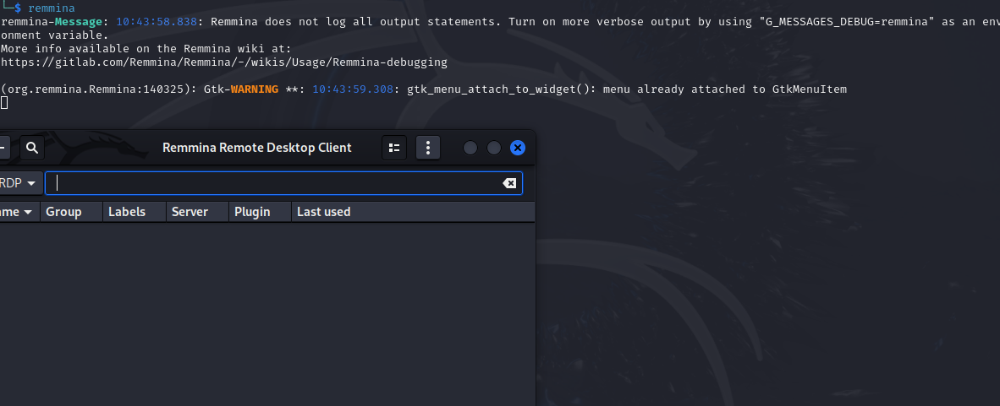 └─$ remmina
remmina-Message: 10:43:58.838: Remmina does not log all output statements. Turn on more verbose output by using "G_MESSAGES_DEBUG=remmina" as an env
onment variable.
More info available on the Remmina wiki at:
https://gitlab.com/Remmina/Remmina/-/wikis/Usage/Remmina-debugging
(org.remmina.Remmina:140325): Gtk-WARNING **: 10:43:59.308: gtk_menu_attach_to_widget(): menu already attached to GtkMenuItem
Remmina Remote Desktop Client
RDP
ame Group Labels Server Plugin Last used